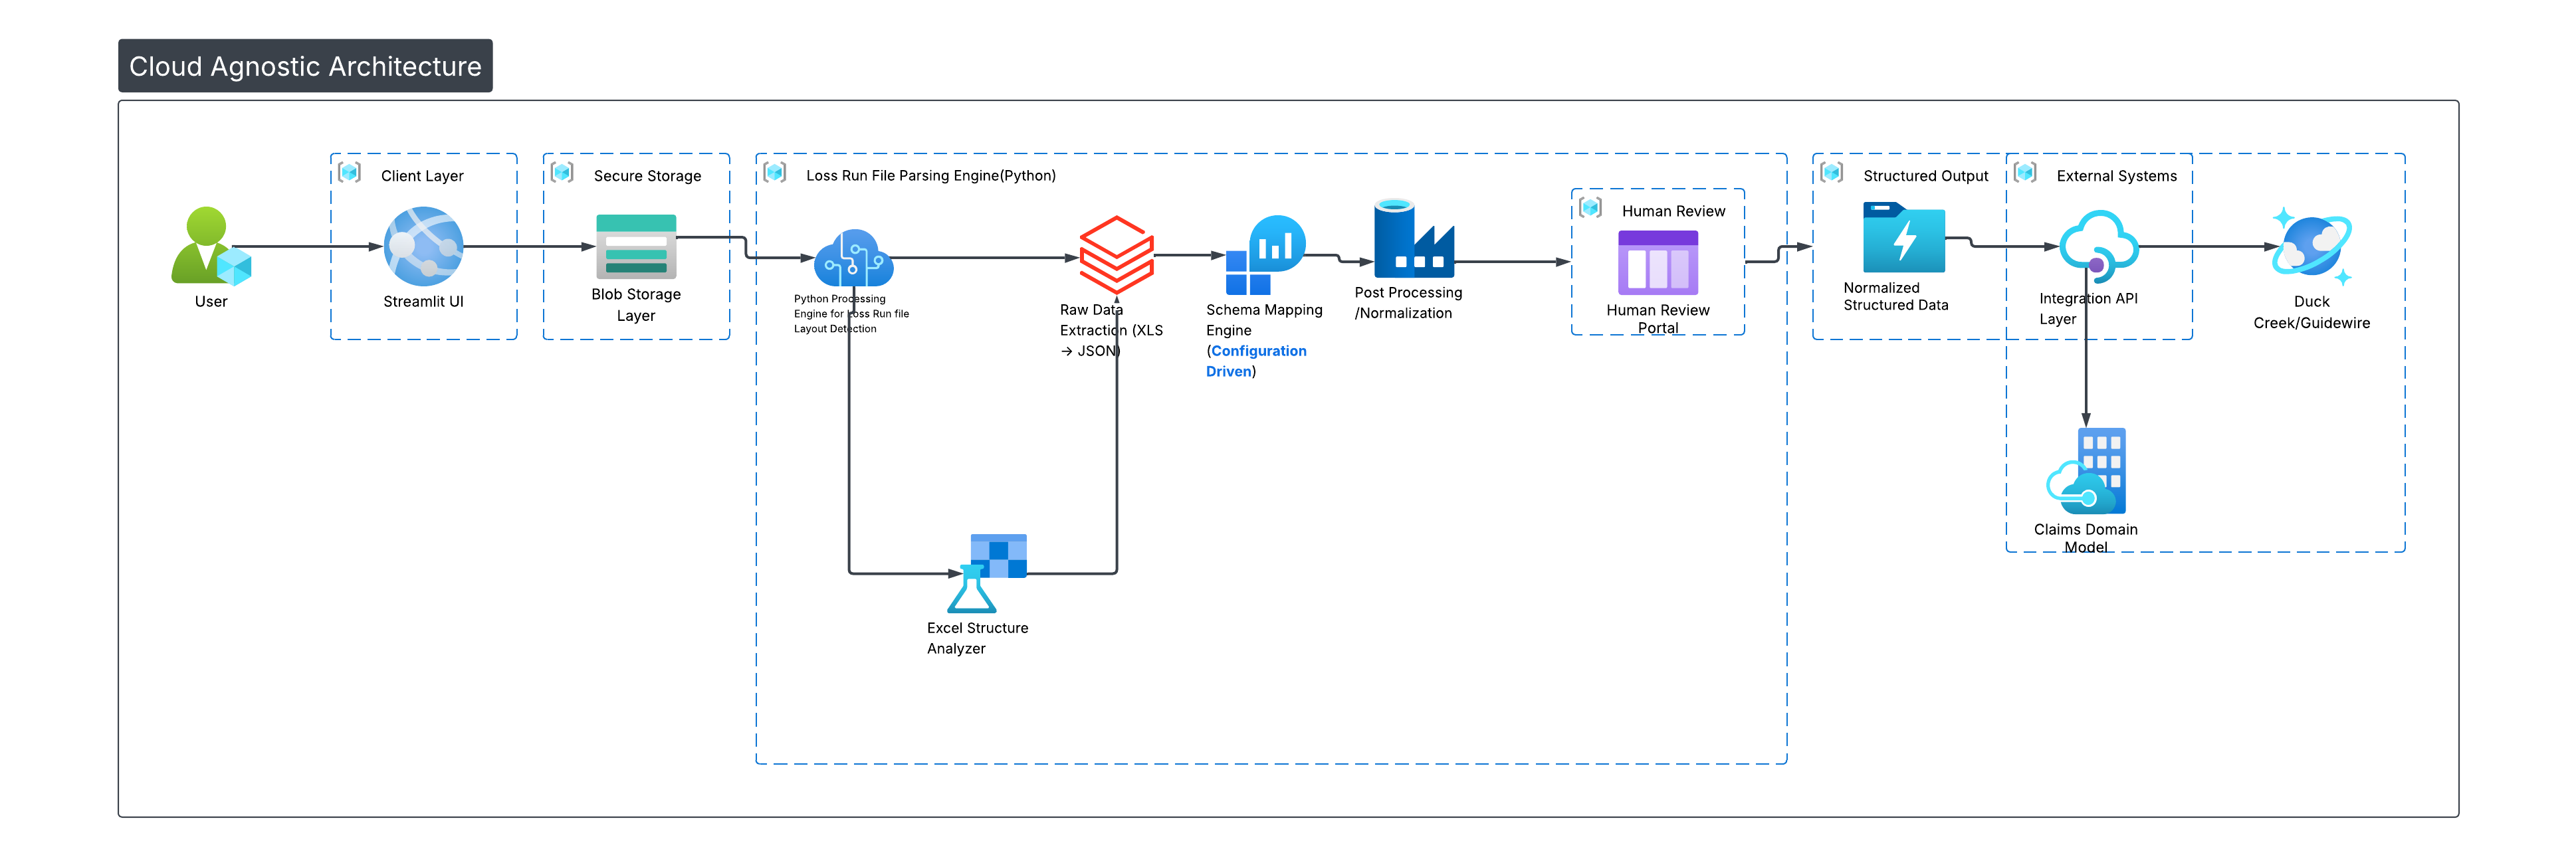 Cloud Agnostic Architecture
Client Layer
Secure Storage
Loss Run File Parsing Engine(Python)
Structured Output
External Systems
Human Review
User
Streamlit UI
Blob Storage
Layer
Python Processing
Engine for Loss Run file
Layout Detection
Raw Data
Extraction (XLS
→ JSON)
Schema Mapping
Engine
(Configuration
Driven)
Post Processing
/Normalization
Human Review
Portal
Normalized
Structured Data
Integration API
Layer
Duck
Creek/Guidewire
Claims Domain
Model
Excel Structure
Analyzer